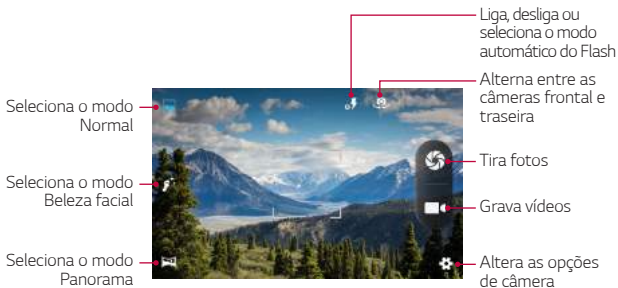 Liga, desliga ou
seleciona o modo
automático do Flash
Alterna entre as
câmeras frontal e
traseira
Seleciona o modo
Normal
Tira fotos
Seleciona o modo
Beleza facial
Grava vídeos
Seleciona o modo
Panorama
Altera as opções
de câmera